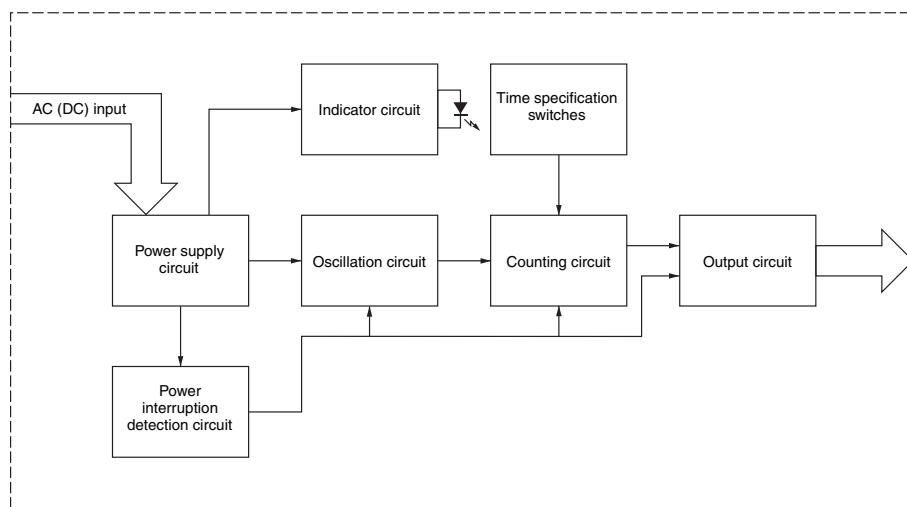 AC (DC) input
Indicator circuit
Time specification
switches
Power supply
circuit
Oscillation circuit
Counting circuit
Output circuit
Power
interruption
detection circuit